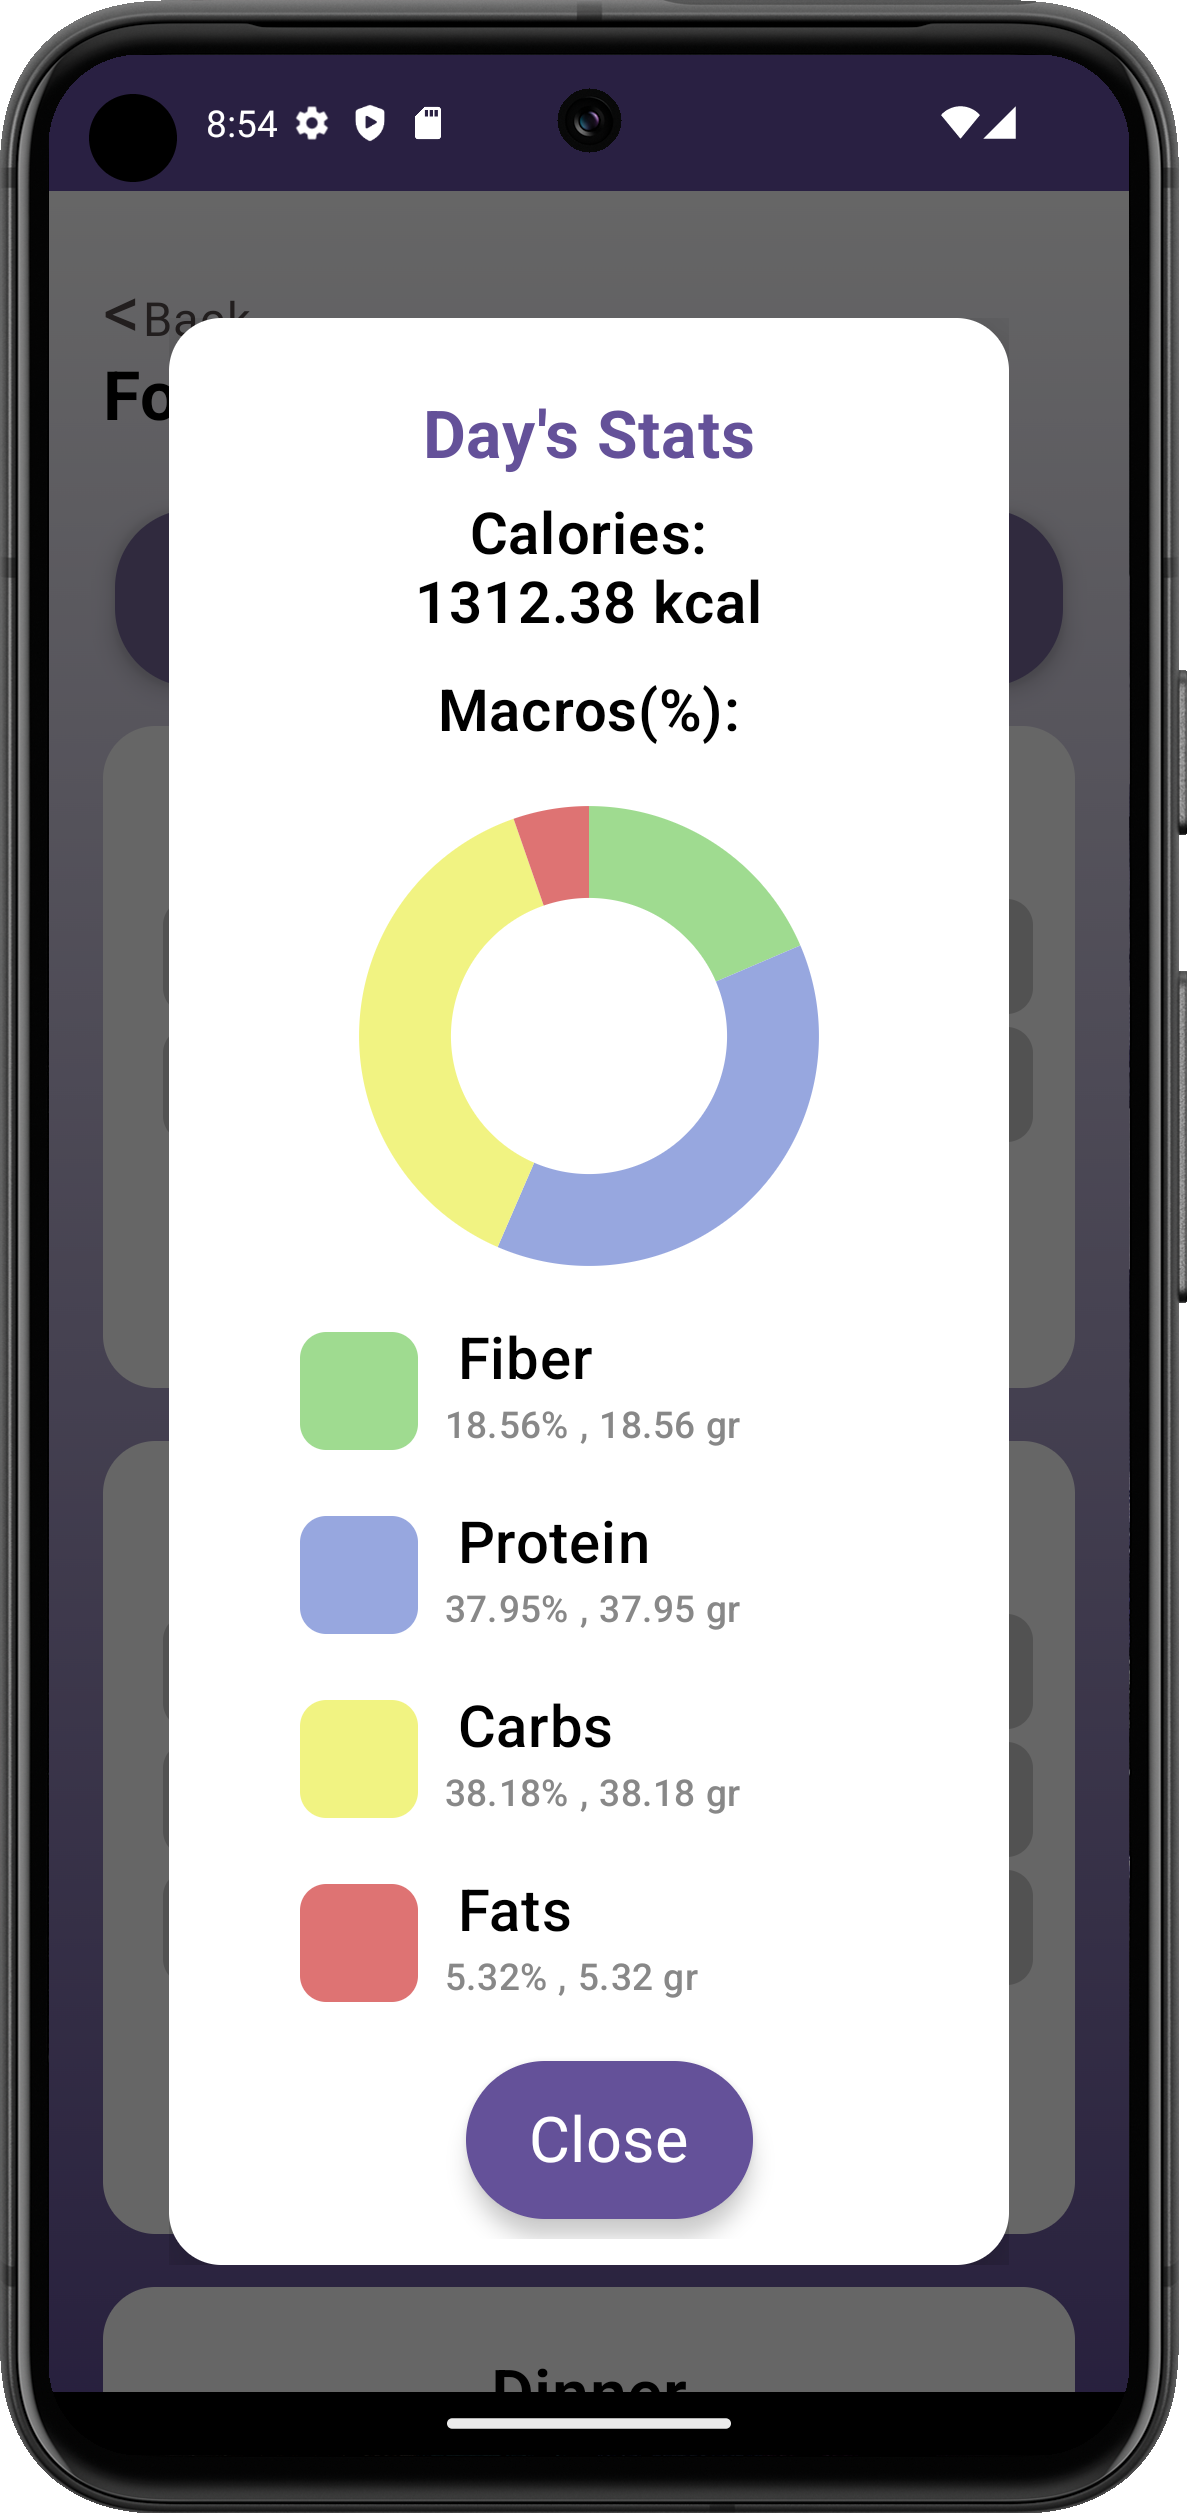 8:54
<Back
Fo
Day's Stats
Calories:
1312.38 kcal
Macros(%):
Fiber
18.56% , 18.56 gr
Protein
37.95% , 37.95 gr
Carbs
38.18% , 38.18 gr
Fats
5.32% , 5.32 gr
Close
Dinner